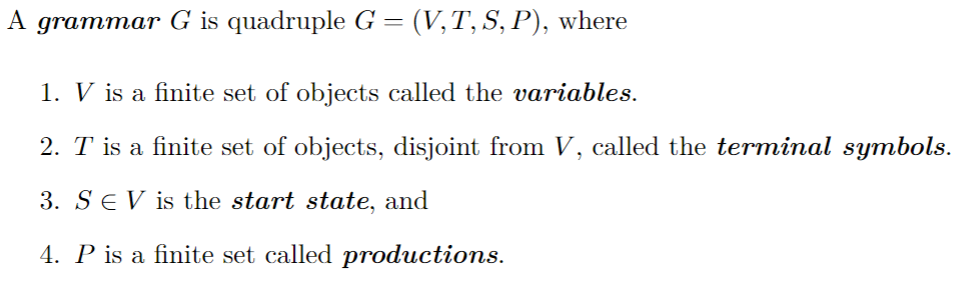 A grammar G is quadruple G = (V, T, S, P), where
1. V is a finite set of objects called the variables.
2. T is a finite set of objects, disjoint from V, called the terminal symbols.
3. S ∈ V is the start state, and
4. P is a finite set called productions.